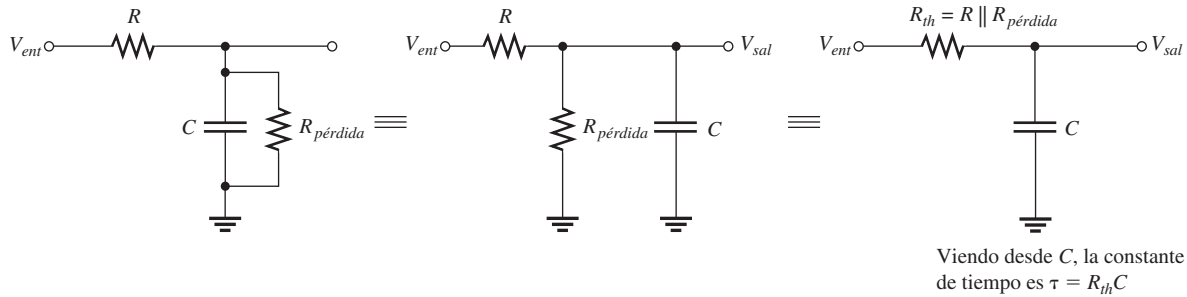 R
V_ent
C
R_pérdida
R
V_ent
V_sal
R_pérdida
C
R_th = R || R_pérdida
V_ent
V_sal
C
Viendo desde C, la constante
de tiempo es τ = R_thC